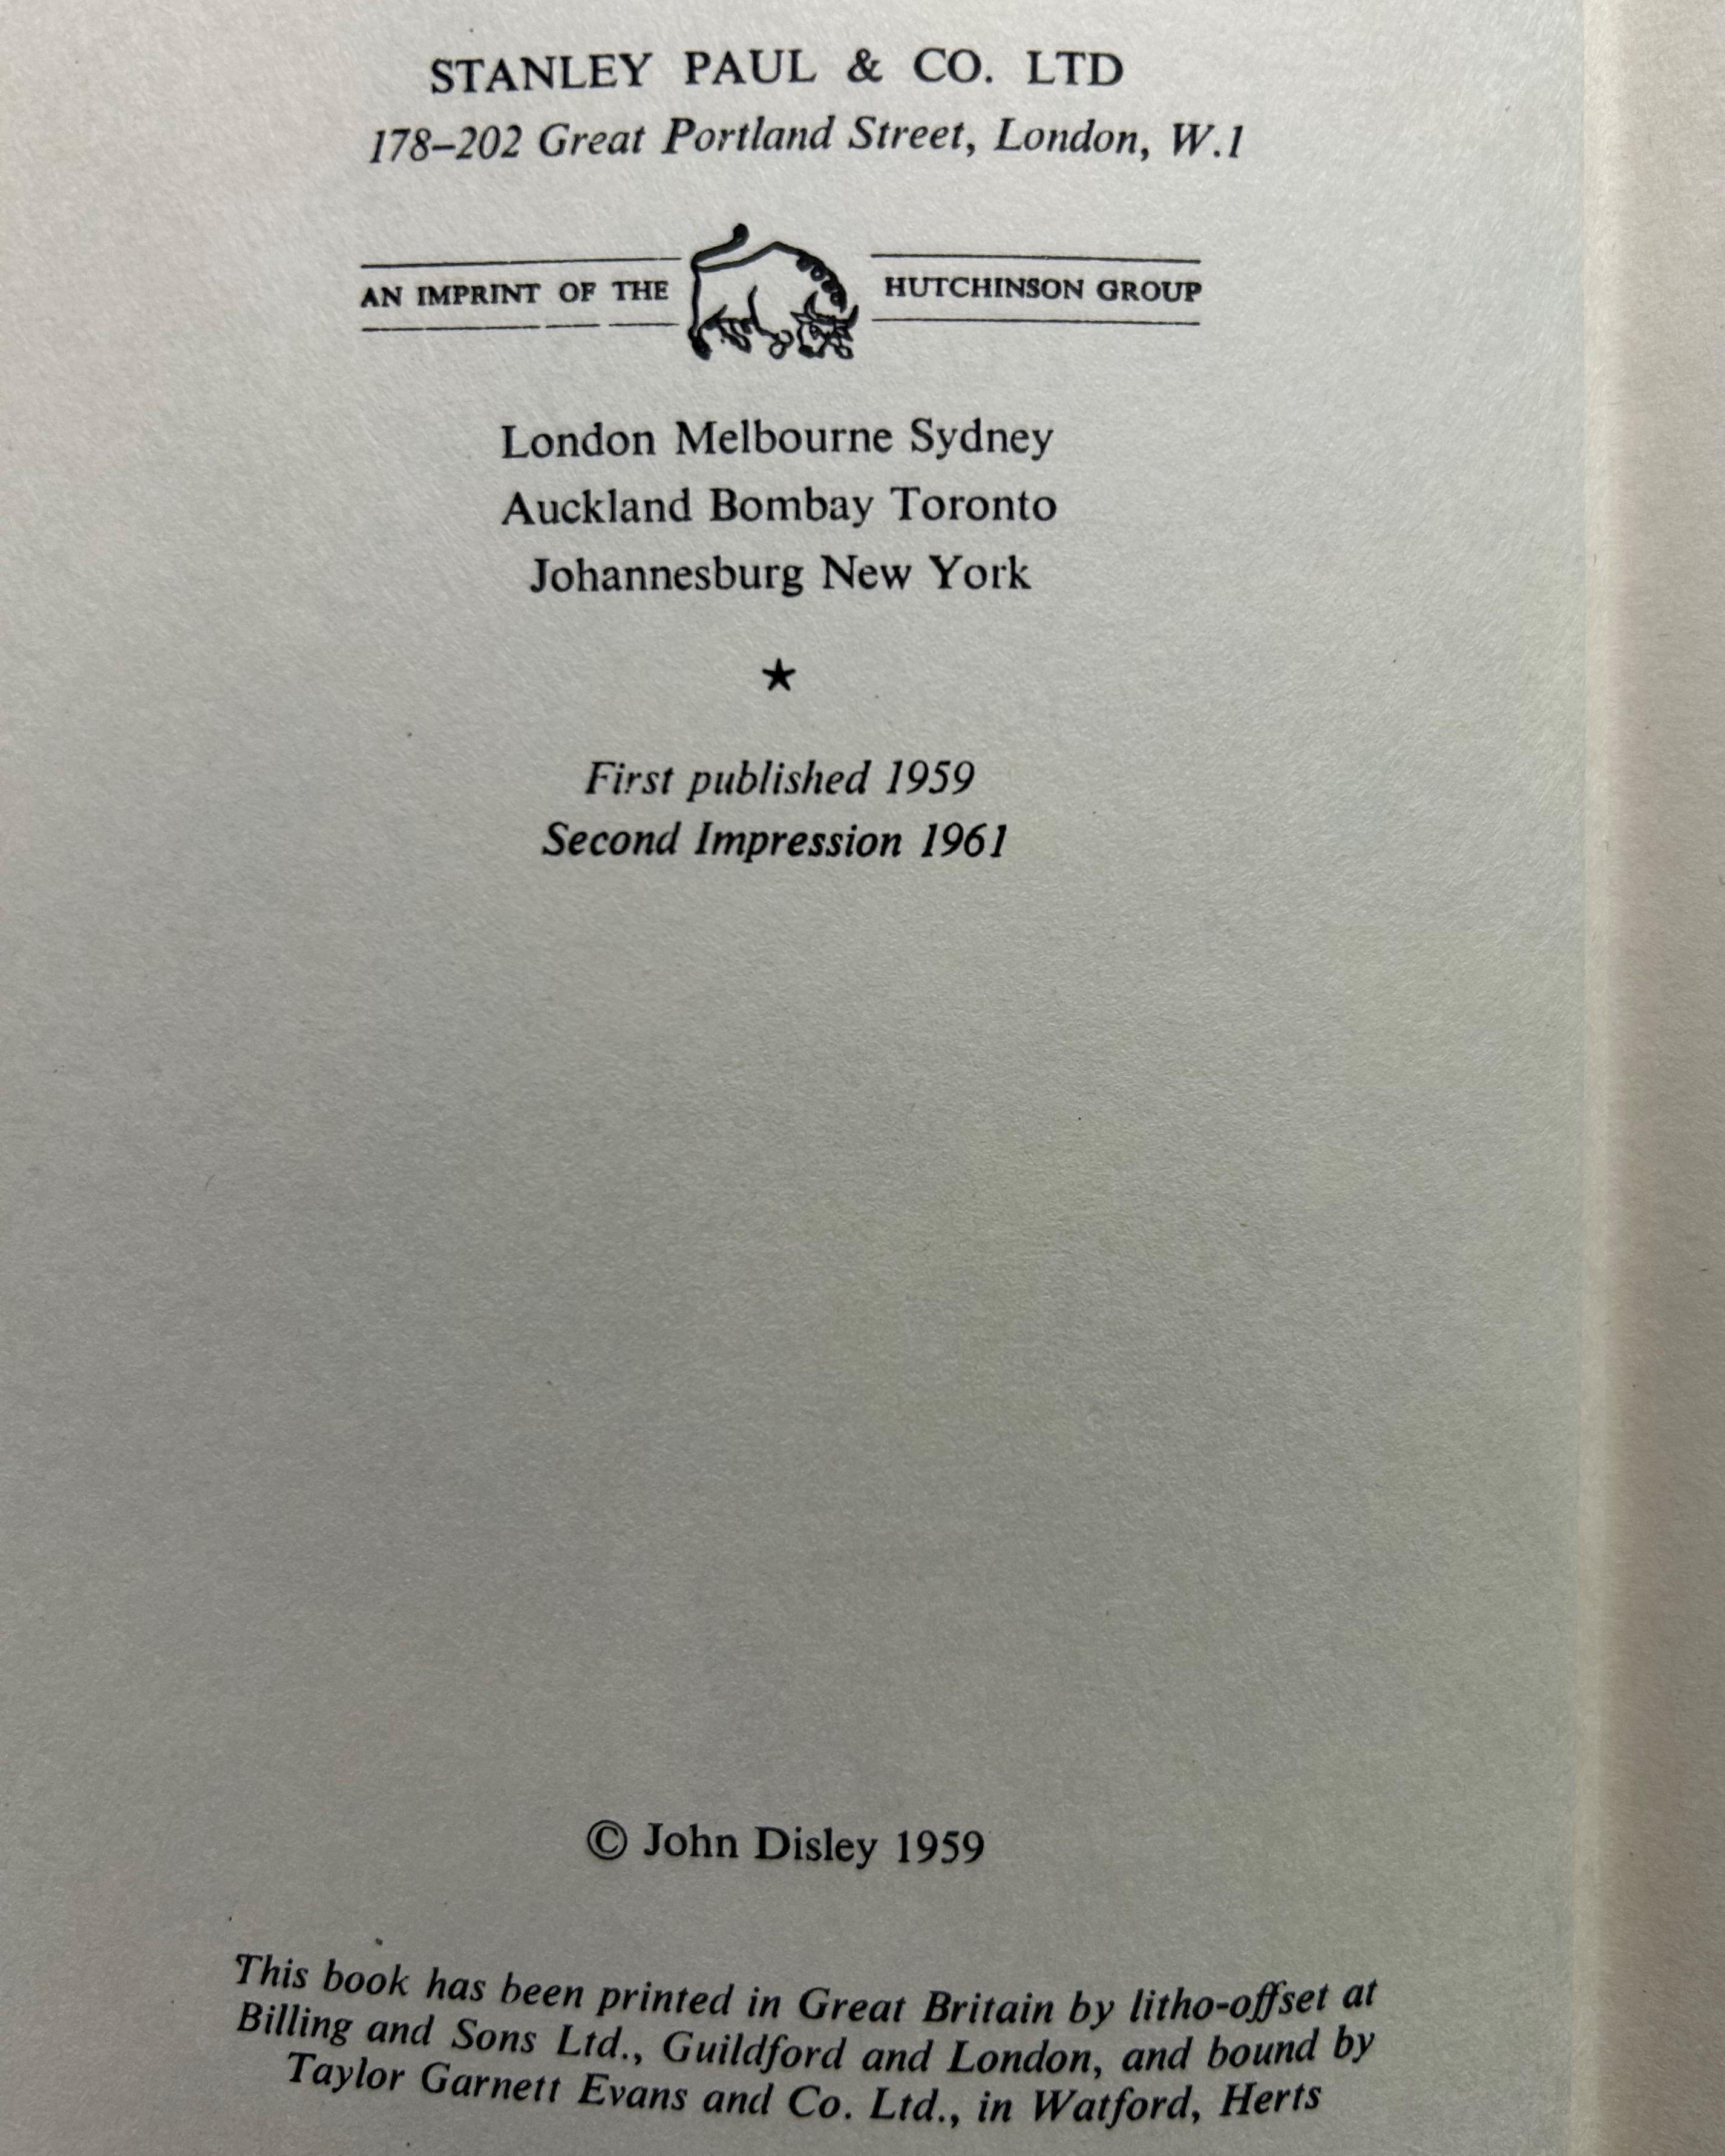 STANLEY PAUL & CO. LTD
178–202 Great Portland Street, London, W.1
AN IMPRINT OF THE HUTCHINSON GROUP
London Melbourne Sydney
Auckland Bombay Toronto
Johannesburg New York
★
First published 1959
Second Impression 1961
© John Disley 1959
This book has been printed in Great Britain by litho-offset at
Billing and Sons Ltd., Guildford and London, and bound by
Taylor Garnett Evans and Co. Ltd., in Watford, Herts